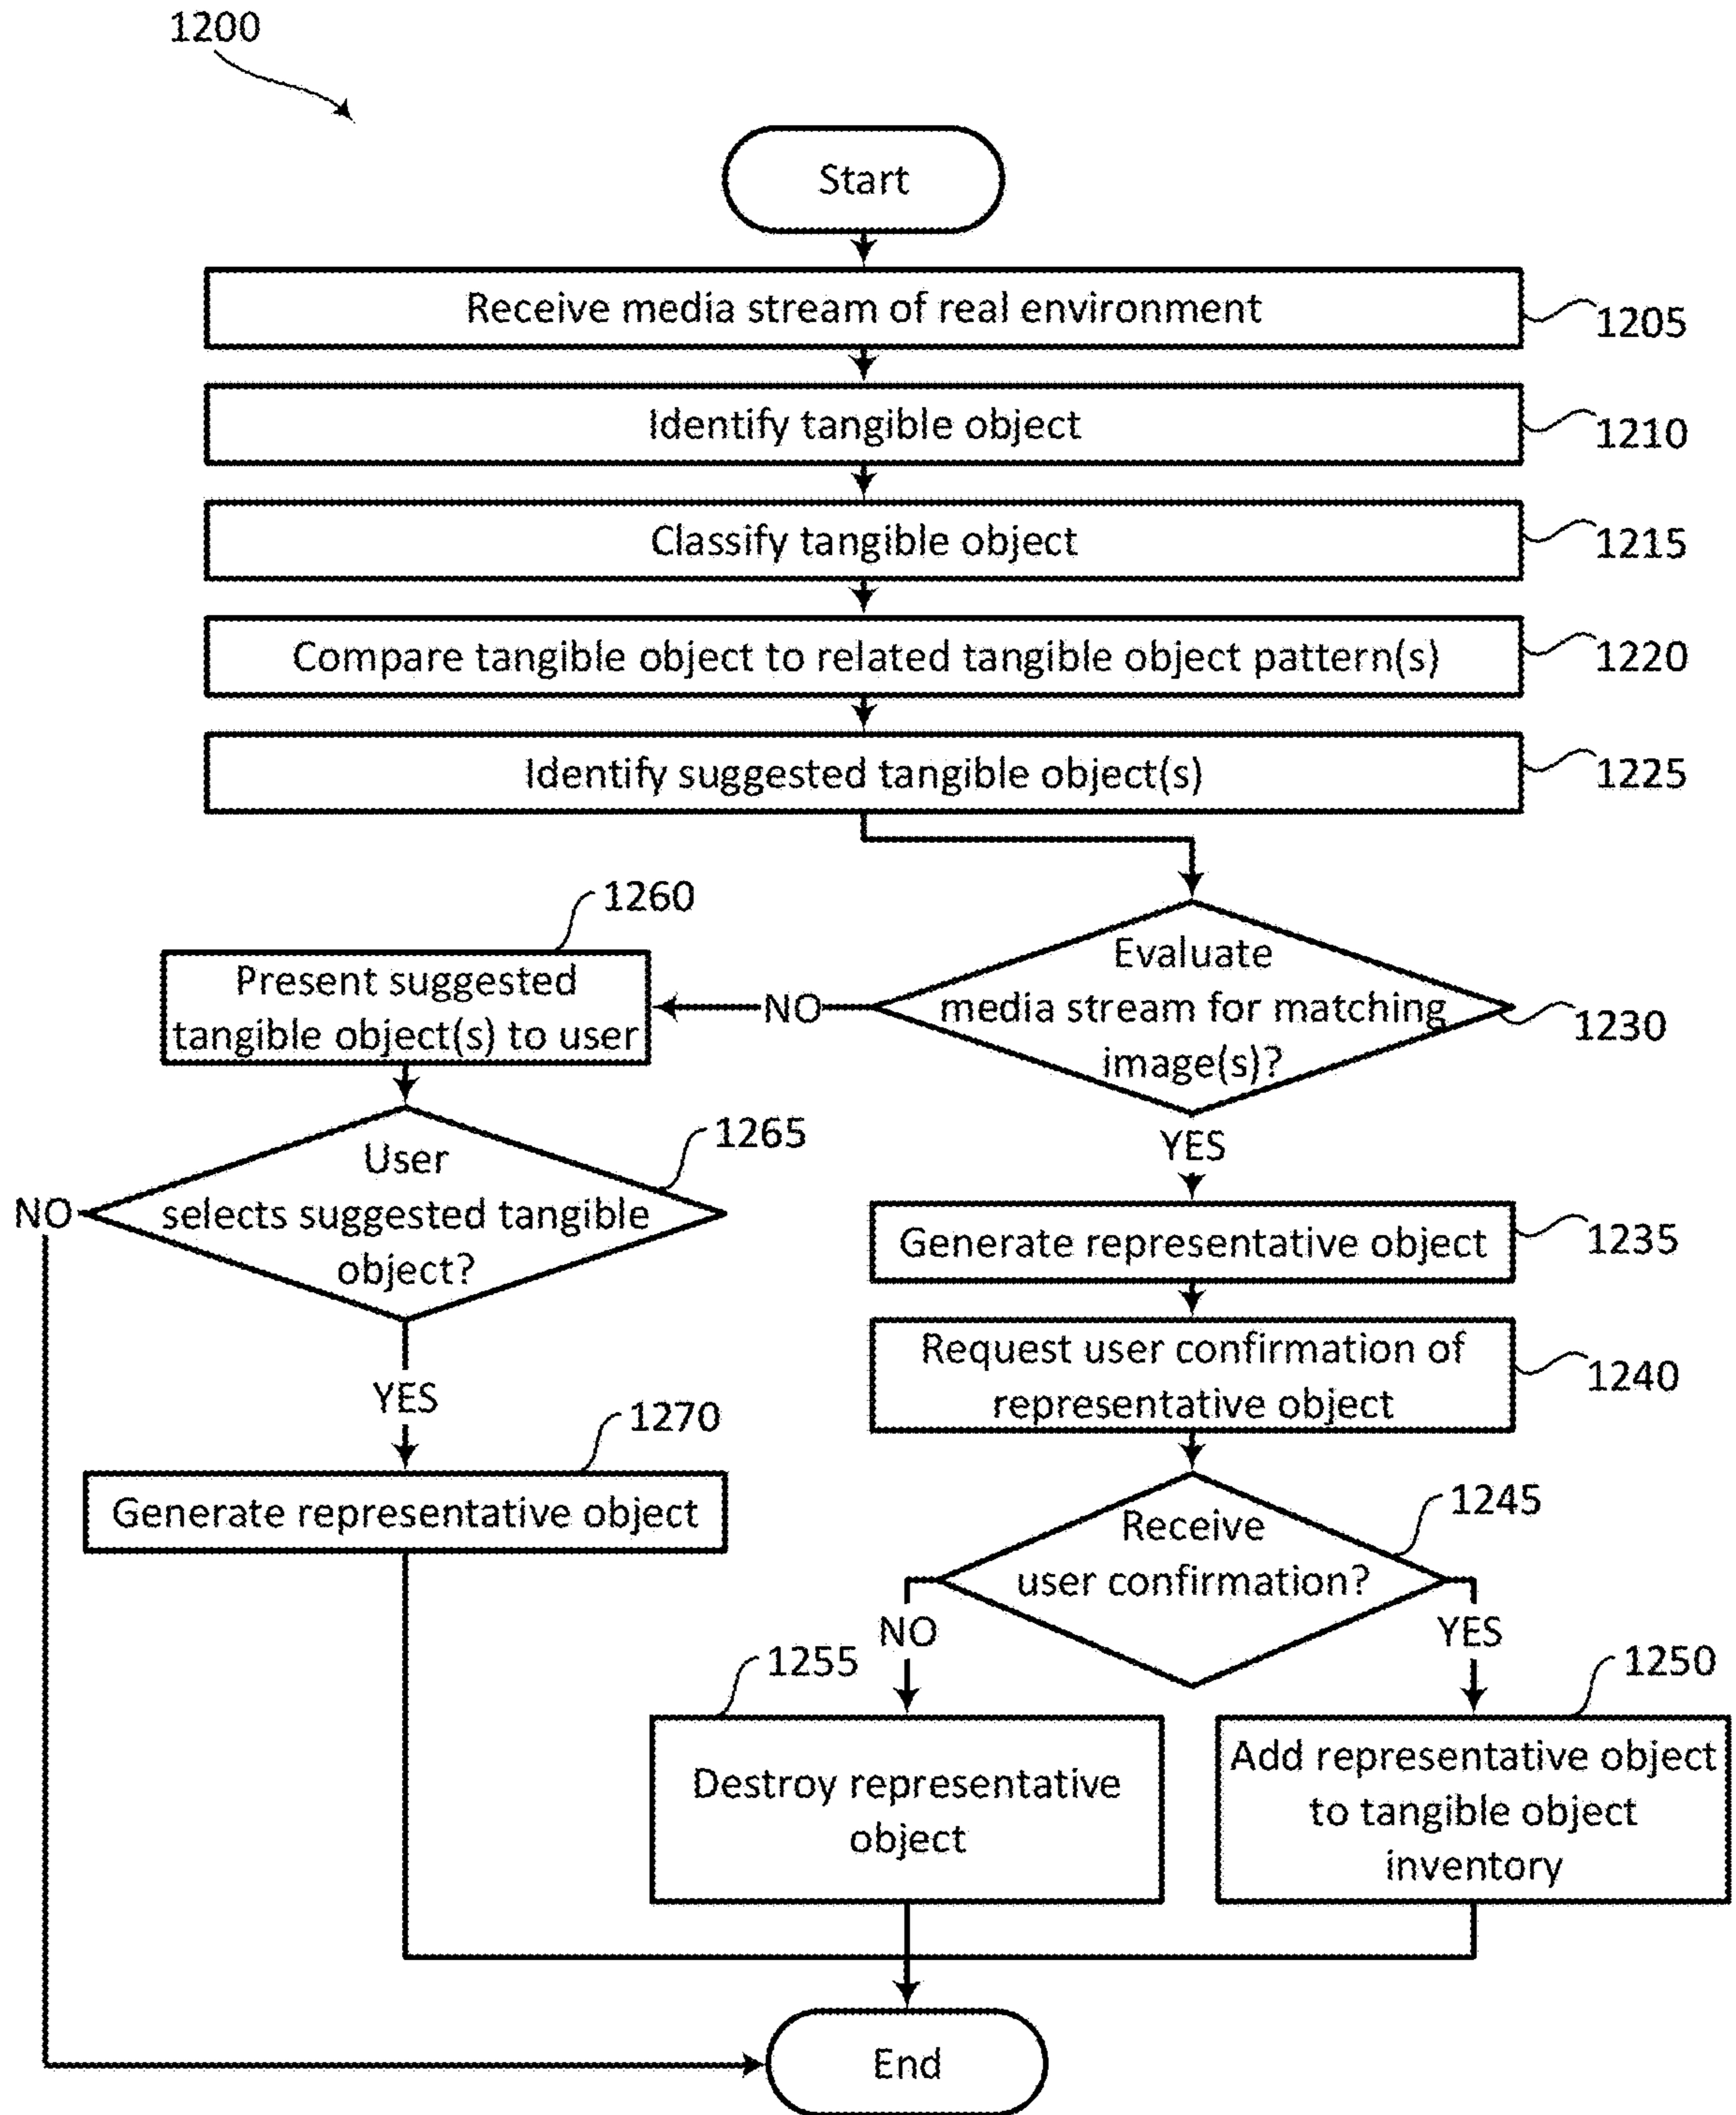 1200
Start
Receive media stream of real environment
1205
Identify tangible object
1210
Classify tangible object
1215
Compare tangible object to related tangible object pattern(s)
1220
Identify suggested tangible object(s)
1225
1260
Present suggested
tangible object(s) to user
NO
Evaluate
media stream for matching
image(s)?
1230
YES
1265
User
selects suggested tangible
object?
NO
YES
1270
Generate representative object
Generate representative object
1235
Request user confirmation of
representative object
1240
1245
Receive
user confirmation?
NO
YES
1255
Destroy representative
object
1250
Add representative object
to tangible object
inventory
End